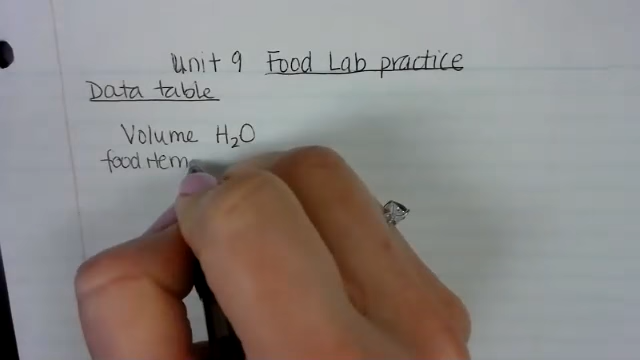 Unit 9 Food Lab practice
Data table
Volume H₂O
food item